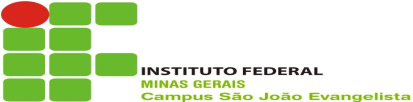 INSTITUTO FEDERAL
MINAS GERAIS
Campus São João Evangelista